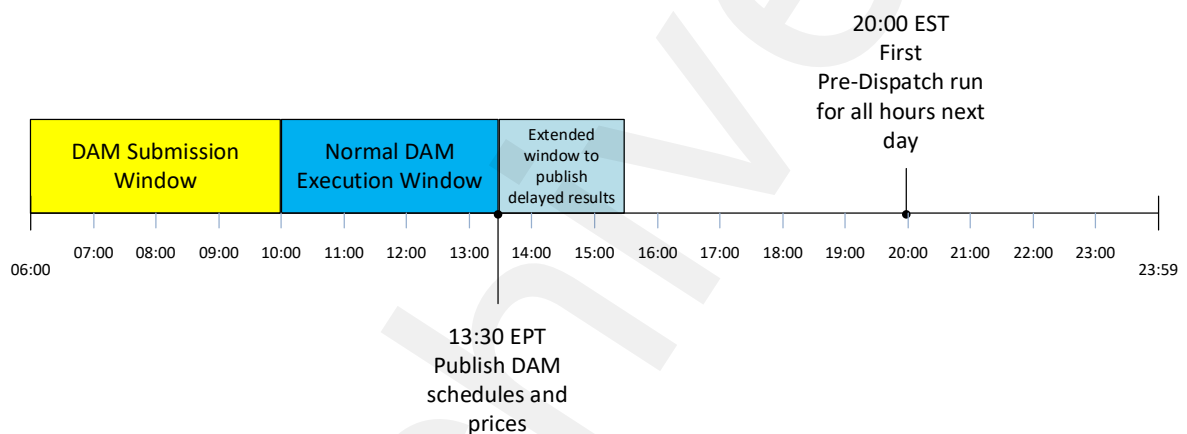 20:00 EST
First
Pre-Dispatch run
for all hours next
day
DAM Submission
Window
Normal DAM
Execution Window
Extended
window to
publish
delayed results
06:00
07:00
08:00
09:00
10:00
11:00
12:00
13:00
14:00
15:00
16:00
17:00
18:00
19:00
20:00
21:00
22:00
23:00
23:59
13:30 EPT
Publish DAM
schedules and
prices